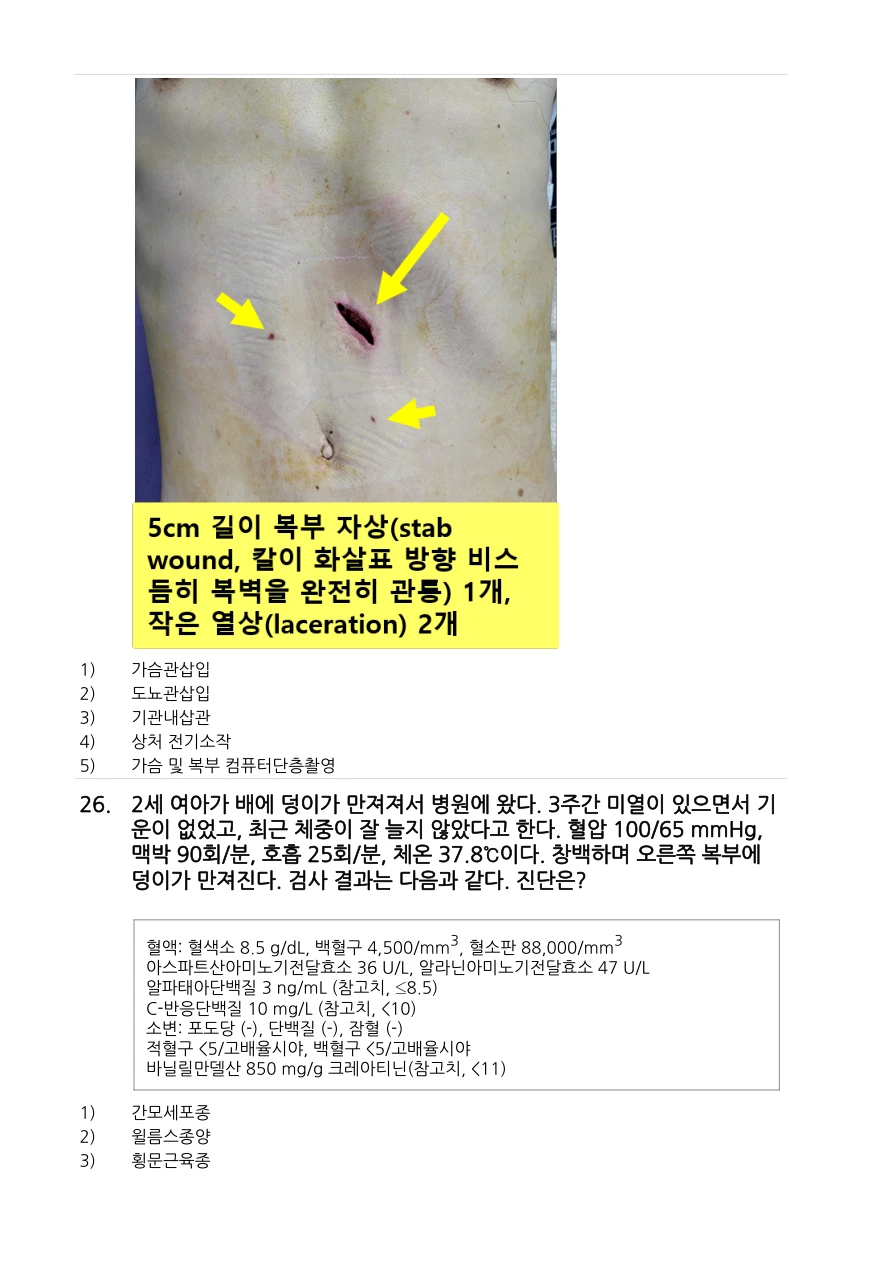 5cm 길이 복부 자상(stab
wound, 칼이 화살표 방향 비스
듬히 복벽을 완전히 관통) 1개,
작은 열상(laceration) 2개
1) 가슴관삽입
2) 도뇨관삽입
3) 기관내삽관
4) 상처 전기소작
5) 가슴 및 복부 컴퓨터단층촬영
26. 2세 여아가 배에 덩이가 만져져서 병원에 왔다. 3주간 미열이 있으면서 기
운이 없었고, 최근 체중이 잘 늘지 않았다고 한다. 혈압 100/65 mmHg,
맥박 90회/분, 호흡 25회/분, 체온 37.8℃이다. 창백하며 오른쪽 복부에
덩이가 만져진다. 검사 결과는 다음과 같다. 진단은?
혈액: 혈색소 8.5 g/dL, 백혈구 4,500/mm³, 혈소판 88,000/mm³
아스파트산아미노기전달효소 36 U/L, 알라닌아미노기전달효소 47 U/L
알파태아단백질 3 ng/mL (참고치, ≤8.5)
C-반응단백질 10 mg/L (참고치, <10)
소변: 포도당 (-), 단백질 (-), 잠혈 (-)
적혈구 <5/고배율시야, 백혈구 <5/고배율시야
바닐릴만델산 850 mg/g 크레아티닌(참고치, <11)
1) 간모세포종
2) 윌름스종양
3) 횡문근육종